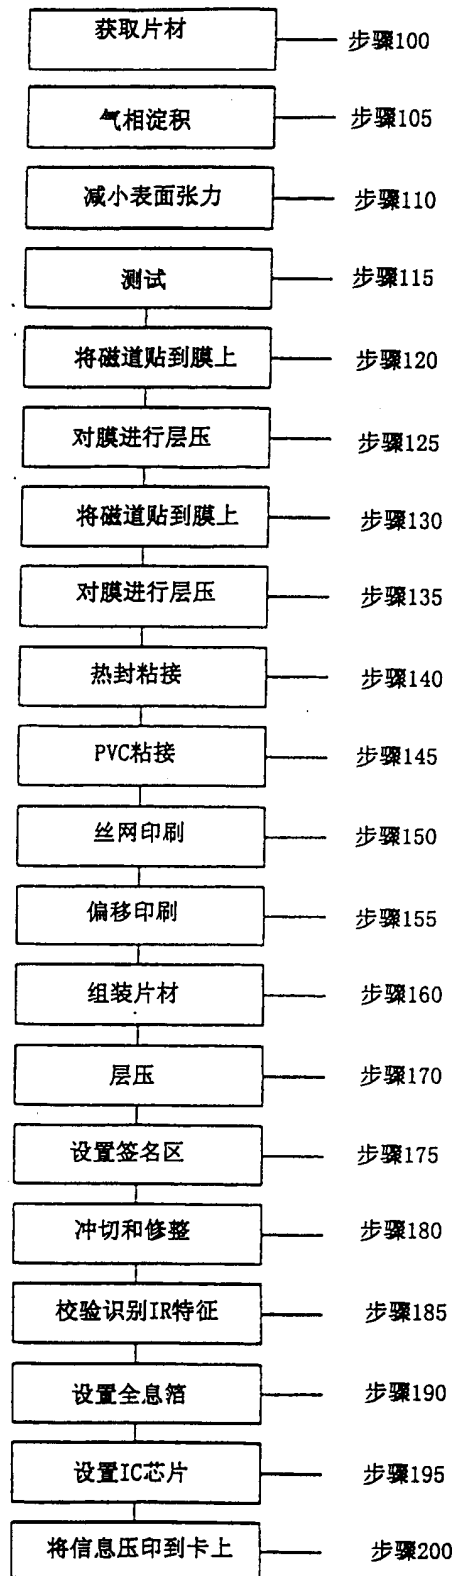 获取片材 步骤100
气相淀积 步骤105
减小表面张力 步骤110
测试 步骤115
将磁道贴到膜上 步骤120
对膜进行层压 步骤125
将磁道贴到膜上 步骤130
对膜进行层压 步骤135
热封粘接 步骤140
PVC粘接 步骤145
丝网印刷 步骤150
偏移印刷 步骤155
组装片材 步骤160
层压 步骤170
设置签名区 步骤175
冲切和修整 步骤180
校验识别IR特征 步骤185
设置全息箔 步骤190
设置IC芯片 步骤195
将信息压印到卡上 步骤200